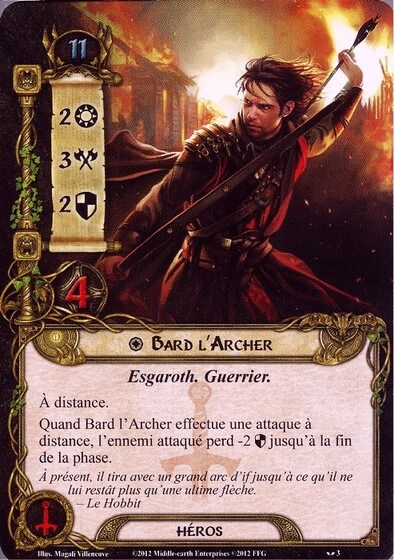 11
2
3
2
4
Bard l'Archer
Esgaroth. Guerrier.
À distance.
Quand Bard l'Archer effectue une attaque à
distance, l'ennemi attaqué perd -2 jusqu'à la fin
de la phase.
À présent, il tira avec un grand arc d'if jusqu'à ce qu'il ne
lui restât plus qu'une ultime flèche.
– Le Hobbit
HÉROS
Illus. Magali Villeneuve ©2012 Middle-earth Enterprises ©2012 FFG 3